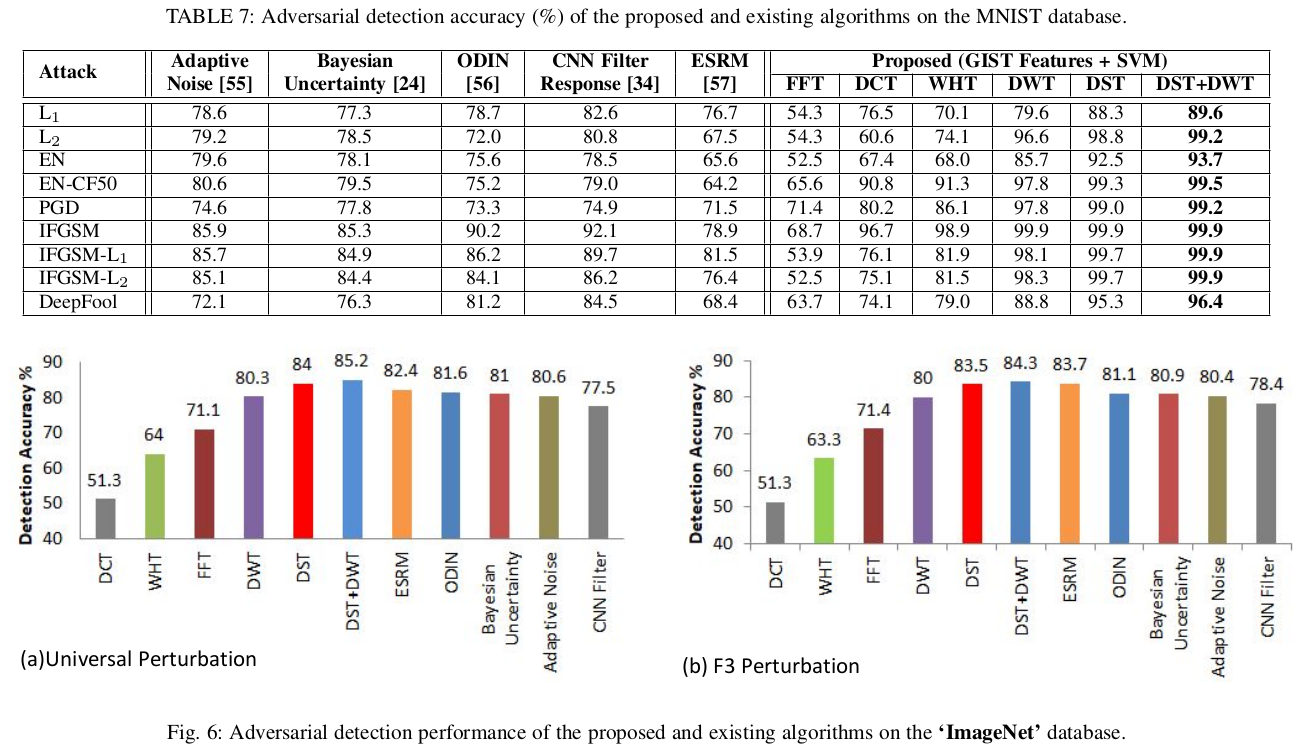 TABLE 7: Adversarial detection accuracy (%) of the proposed and existing algorithms on the MNIST database.
Attack Adaptive Noise [55] Bayesian Uncertainty [24] ODIN [56] CNN Filter Response [34] ESRM [57] Proposed (GIST Features + SVM)
FFT DCT WHT DWT DST DST+DWT
L1 78.6 77.3 78.7 82.6 76.7 54.3 76.5 70.1 79.6 88.3 89.6
L2 79.2 78.5 72.0 80.8 67.5 54.3 60.6 74.1 96.6 98.8 99.2
EN 79.6 78.1 75.6 78.5 65.6 52.5 67.4 68.0 85.7 92.5 93.7
EN-CF50 80.6 79.5 75.2 79.0 64.2 65.6 90.8 91.3 97.8 99.3 99.5
PGD 74.6 77.8 73.3 74.9 71.5 71.4 80.2 86.1 97.8 99.0 99.2
IFGSM 85.9 85.3 90.2 92.1 78.9 68.7 96.7 98.9 99.9 99.9 99.9
IFGSM-L1 85.7 84.9 86.2 89.7 81.5 53.9 76.1 81.9 98.1 99.7 99.9
IFGSM-L2 85.1 84.4 84.1 86.2 76.4 52.5 75.1 81.5 98.3 99.7 99.9
DeepFool 72.1 76.3 81.2 84.5 68.4 63.7 74.1 79.0 88.8 95.3 96.4
Detection Accuracy %
90
80
70
60
50
40
51.3 64 71.1 80.3 84 85.2 82.4 81.6 81 80.6 77.5
DCT
WHT
FFT
DWT
DST
DST+DWT
ESRM
ODIN
Bayesian
Uncertainty
Adaptive Noise
CNN Filter
(a)Universal Perturbation
Detection Accuracy %
90
80
70
60
50
40
51.3 63.3 71.4 80 83.5 84.3 83.7 81.1 80.9 80.4 78.4
DCT
WHT
FFT
DWT
DST
DST+DWT
ESRM
ODIN
Bayesian
Uncertainty
Adaptive Noise
CNN Filter
(b) F3 Perturbation
Fig. 6: Adversarial detection performance of the proposed and existing algorithms on the ‘ImageNet’ database.